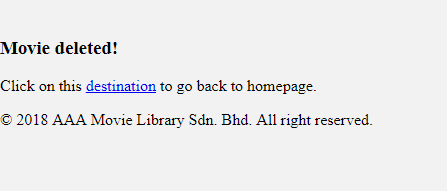 Movie deleted!
Click on this destination to go back to homepage.
© 2018 AAA Movie Library Sdn. Bhd. All right reserved.